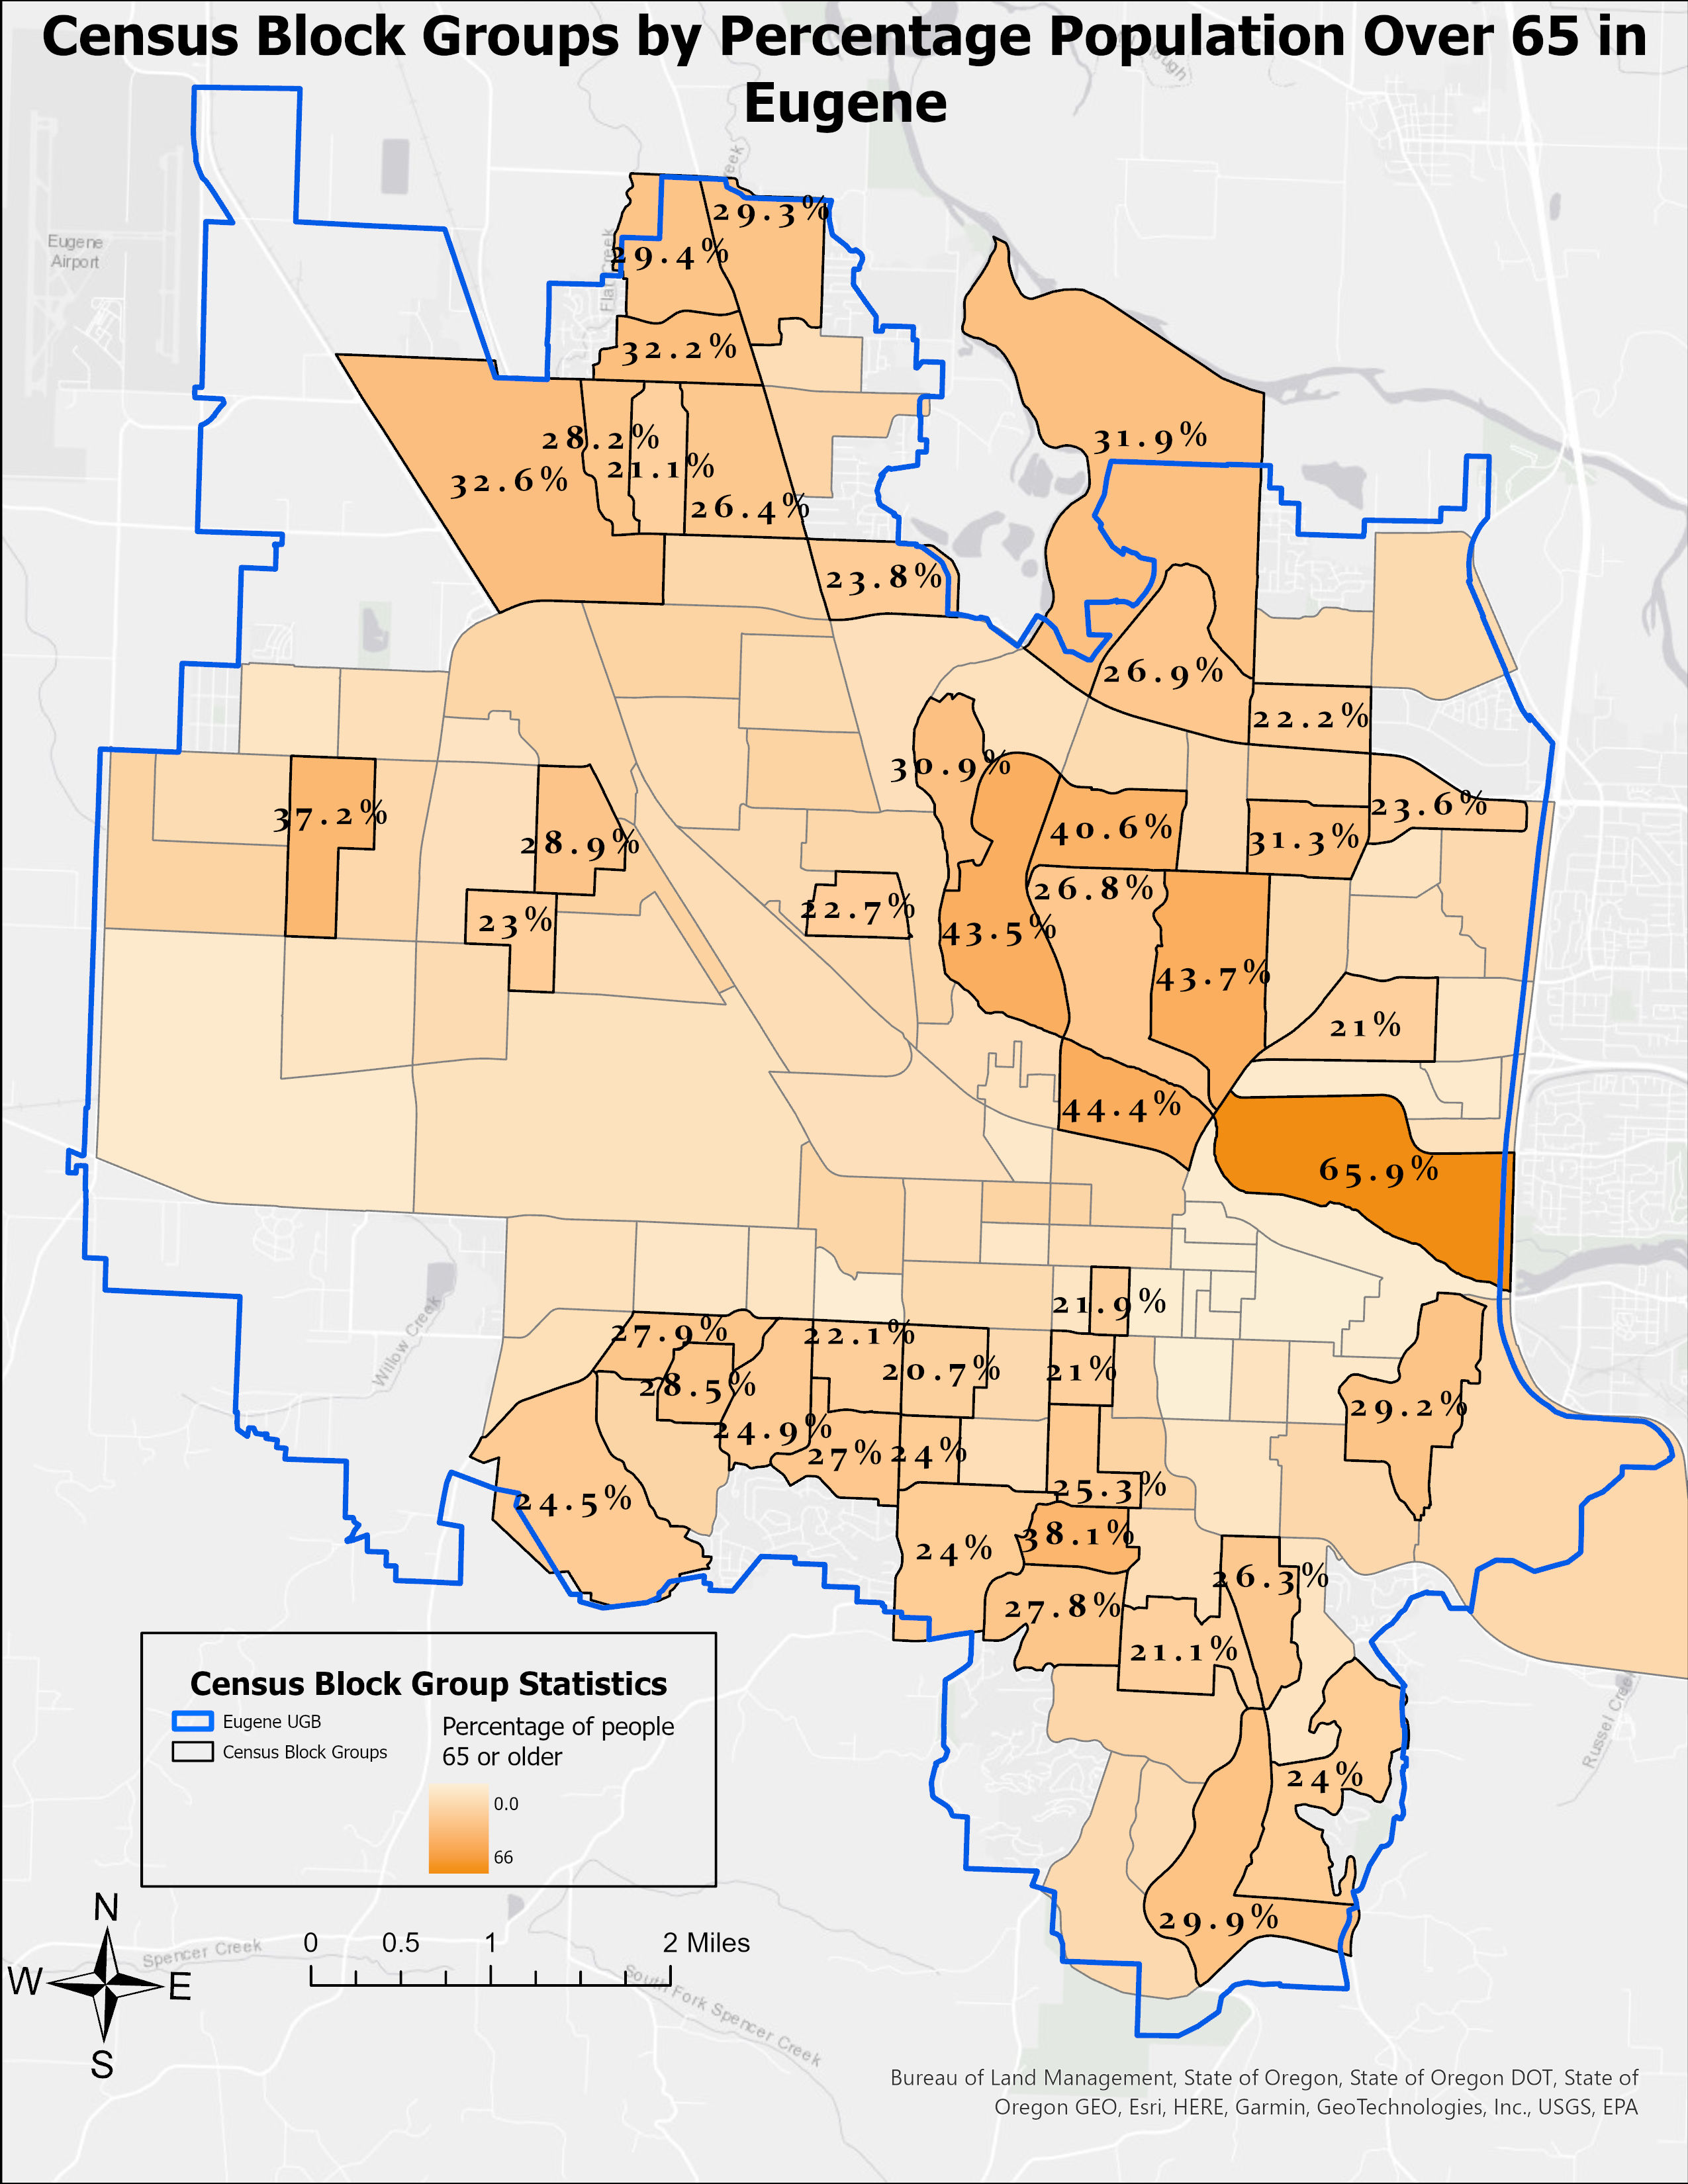 Census Block Groups by Percentage Population Over 65 in
Eugene
Eugene
Airport
29.3%
29.4%
32.2%
31.9%
28.2%
21.1%
32.6%
26.4%
23.8%
26.9%
22.2%
30.9%
23.6%
37.2%
40.6%
31.3%
28.9%
26.8%
22.7%
23%
43.5%
43.7%
21%
44.4%
65.9%
21.9%
Willow Creek
27.9%
22.1%
20.7%
21%
28.5%
29.2%
24.9%
27%
24%
25.3%
24.5%
38.1%
24%
26.3%
27.8%
21.1%
24%
29.9%
Census Block Group Statistics
Eugene UGB
Census Block Groups
Percentage of people
65 or older
0.0
66
Russel Creek
N
W
E
S
0 0.5 1 2 Miles
Spencer Creek
South Fork Spencer Creek
Bureau of Land Management, State of Oregon, State of Oregon DOT, State of
Oregon GEO, Esri, HERE, Garmin, GeoTechnologies, Inc., USGS, EPA